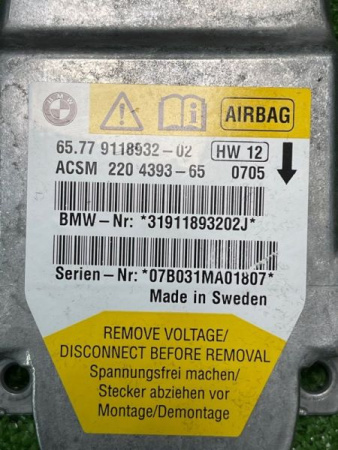 BMW
AIRBAG
65.77 9118932-02 HW 12
ACSM 220 4393-65 0705
BMW-Nr: *31911893202J*
Serien-Nr: *07B031MA01807*
Made in Sweden
REMOVE VOLTAGE/
DISCONNECT BEFORE REMOVAL
Spannungsfrei machen/
Stecker abziehen vor
Montage/Demontage